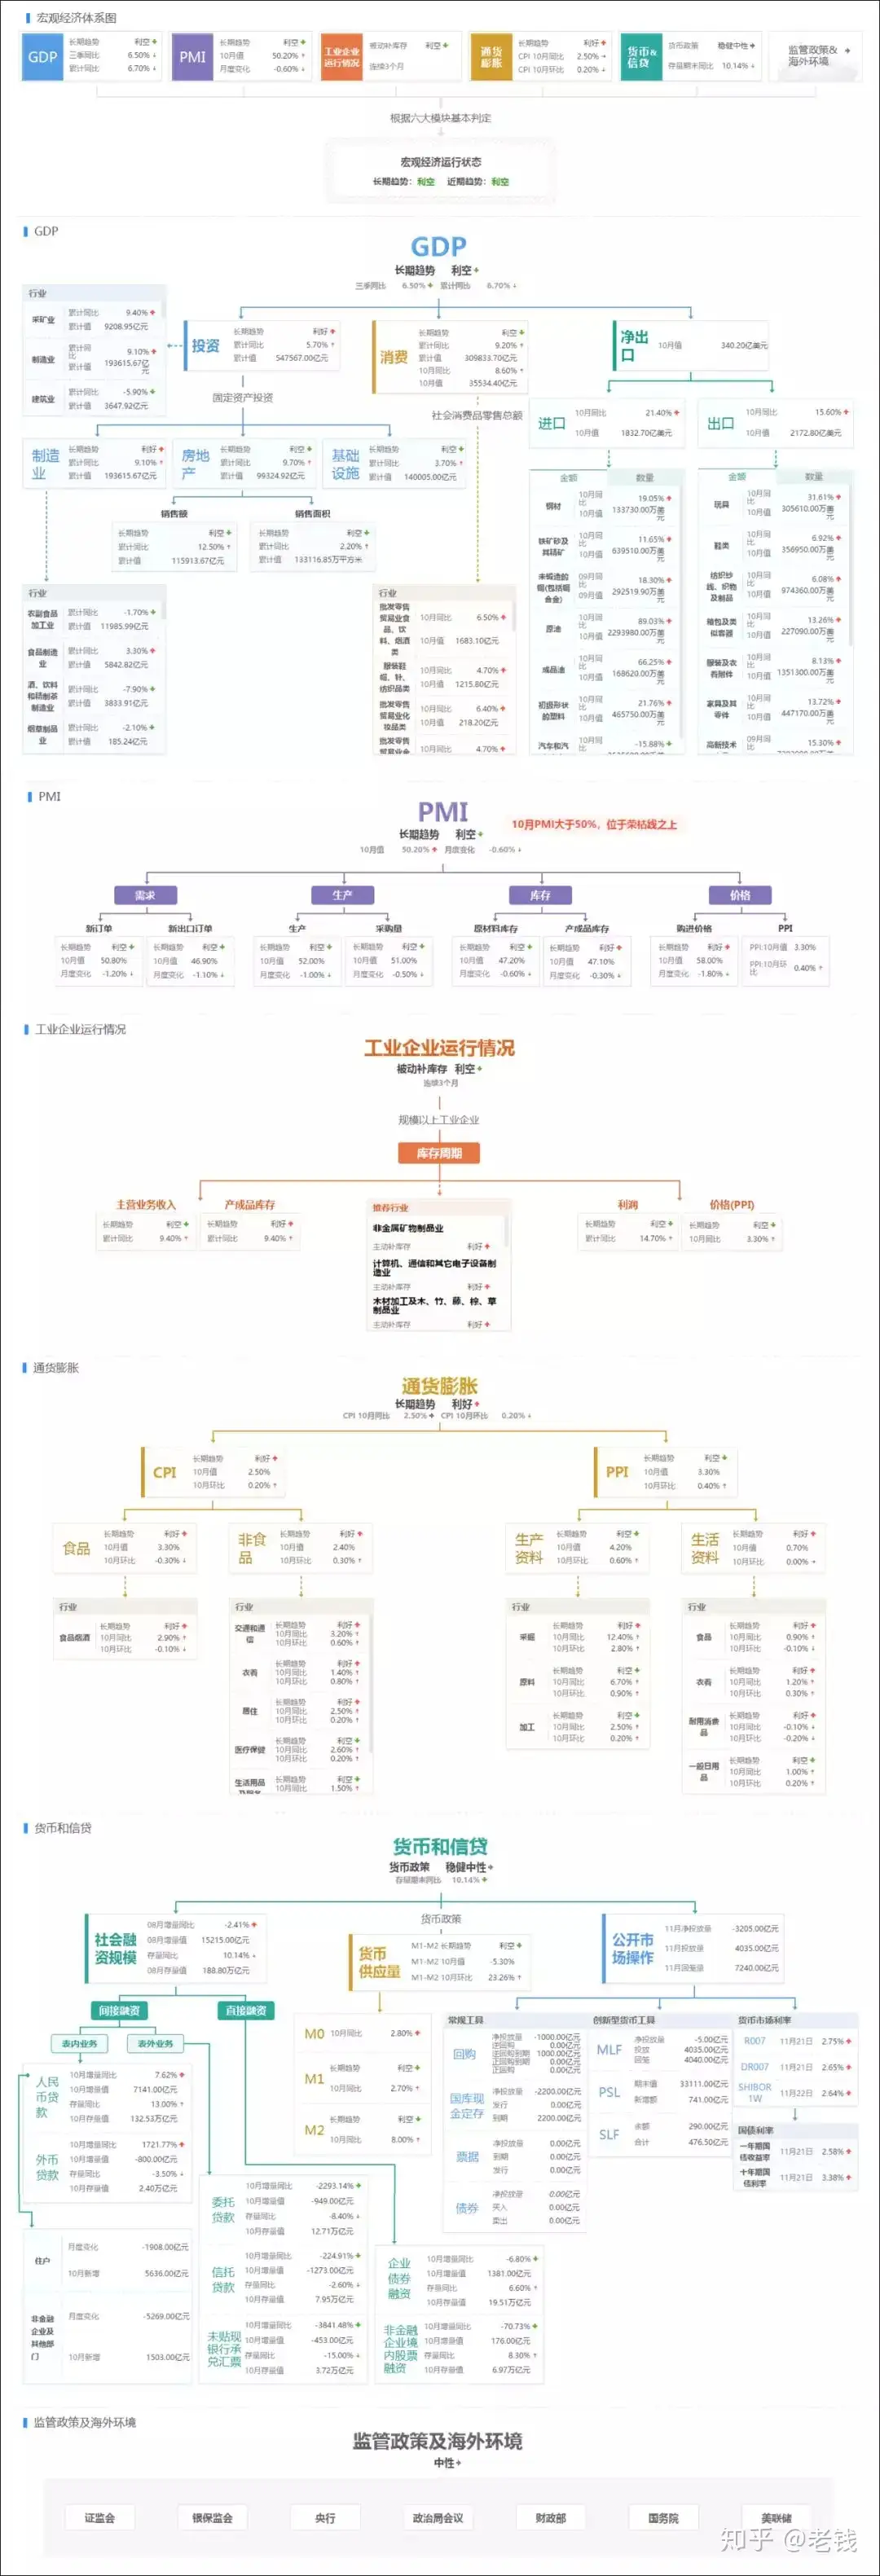 宏观经济体系图
GDP 长期趋势 利空 三季同比 6.50% 累计同比 6.70%
PMI 长期趋势 利空 10月值 50.20% 月度变化 -0.60%
工业企业运行情况 被动补库存 利空 连续3个月
通货膨胀 长期趋势 利好 CPI 10月同比 2.50% CPI 10月环比 0.20%
货币&信贷 货币政策 稳健中性 存量期末同比 10.14%
监管政策&海外环境
根据六大模块基本判定
宏观经济运行状态
长期趋势：利空 近期趋势：利空
GDP
GDP
长期趋势 利空
三季同比 6.50% 累计同比 6.70%
行业
采矿业 累计同比 9.40% 累计值 9208.95亿元
制造业 累计同比 9.10% 累计值 193615.67亿元
建筑业 累计同比 -5.90% 累计值 3647.92亿元
投资 长期趋势 利好 累计同比 5.70% 累计值 547567.00亿元
消费 长期趋势 利空 累计同比 9.20% 累计值 309833.70亿元 10月同比 8.60% 10月值 35534.40亿元
净出口 10月值 340.20亿美元
固定资产投资
社会消费品零售总额
进口 10月同比 21.40% 10月值 1832.70亿美元
出口 10月同比 15.60% 10月值 2172.80亿美元
制造业 长期趋势 利好 累计同比 9.10% 累计值 193615.67亿元
房地产 长期趋势 利空 累计同比 9.70% 累计值 99324.92亿元
基础设施 长期趋势 利空 累计同比 3.70% 累计值 140005.00亿元
销售额
长期趋势 利空 累计同比 12.50% 累计值 115913.67亿元
销售面积
长期趋势 利空 累计同比 2.20% 累计值 133116.85万平方米
行业
农副食品加工业 累计同比 -1.70% 累计值 11985.99亿元
食品制造业 累计同比 3.30% 累计值 5842.82亿元
酒、饮料和精制茶制造业 累计同比 -7.90% 累计值 3833.91亿元
烟草制品业 累计同比 -2.10% 累计值 185.24亿元
行业
批发零售贸易业食品、饮料、烟酒类 10月同比 6.50% 10月值 1683.10亿元
服装鞋帽、针、纺织品类 10月同比 4.70% 10月值 1215.80亿元
批发零售贸易业化妆品类 10月同比 6.40% 10月值 218.20亿元
批发零售 10月同比 4.70%
金额 数量
钢材 10月同比 19.05% 10月值 133730.00万美元
铁矿砂及其精矿 10月同比 11.65% 10月值 639510.00万美元
未锻造的铜(包括铜合金) 09月同比 18.30% 09月值 292519.90万美元
原油 10月同比 89.03% 10月值 2293980.00万美元
成品油 10月同比 66.25% 10月值 168620.00万美元
初级形状的塑料 10月同比 21.76% 10月值 465750.00万美元
汽车和汽 10月同比 -15.88%
金额 数量
玩具 10月同比 31.61% 10月值 305610.00万美元
鞋类 10月同比 6.92% 10月值 356950.00万美元
纺织纱线、织物及制品 10月同比 6.08% 10月值 974360.00万美元
箱包及类似容器 10月同比 13.26% 10月值 227090.00万美元
服装及衣着附件 10月同比 8.13% 10月值 1351300.00万美元
家具及其零件 10月同比 13.72% 10月值 447170.00万美元
高新技术 09月同比 15.30%
PMI
PMI
长期趋势 利空
10月值 50.20% 月度变化 -0.60%
10月PMI大于50%，位于荣枯线之上
需求 生产 库存 价格
新订单 新出口订单 生产 采购量 原材料库存 产成品库存 购进价格 PPI
长期趋势 利空 10月值 50.80% 月度变化 -1.20%
长期趋势 利空 10月值 46.90% 月度变化 -1.10%
长期趋势 利空 10月值 52.00% 月度变化 -1.00%
长期趋势 利空 10月值 51.00% 月度变化 -0.50%
长期趋势 利空 10月值 47.20% 月度变化 -0.60%
长期趋势 利好 10月值 47.10% 月度变化 -0.30%
长期趋势 利好 10月值 58.00% 月度变化 -1.80%
PPI:10月值 3.30% PPI:10月环比 0.40%
工业企业运行情况
工业企业运行情况
被动补库存 利空
连续3个月
规模以上工业企业
库存周期
主营业务收入 产成品库存 利润 价格(PPI)
长期趋势 利空 累计同比 9.40%
长期趋势 利好 累计同比 9.40%
推荐行业
非金属矿物制品业
主动补库存 利好
计算机、通信和其它电子设备制造业
主动补库存 利好
木材加工及木、竹、藤、棕、草制品业
主动补库存 利好
长期趋势 利空 累计同比 14.70%
长期趋势 利空 10月同比 3.30%
通货膨胀
通货膨胀
长期趋势 利好
CPI 10月同比 2.50% CPI 10月环比 0.20%
CPI 长期趋势 利好 10月值 2.50% 10月环比 0.20%
PPI 长期趋势 利空 10月值 3.30% 10月环比 0.40%
食品 长期趋势 利好 10月值 3.30% 10月环比 -0.30%
非食品 长期趋势 利好 10月值 2.40% 10月环比 0.30%
生产资料 长期趋势 利空 10月值 4.20% 10月环比 0.60%
生活资料 长期趋势 利好 10月值 0.70% 10月环比 0.00%
行业
食品烟酒 长期趋势 利好 10月同比 2.90% 10月环比 -0.10%
行业
交通和通信 长期趋势 利好 10月同比 3.20% 10月环比 0.60%
衣着 长期趋势 利好 10月同比 1.40% 10月环比 0.80%
居住 长期趋势 利好 10月同比 2.50% 10月环比 0.20%
医疗保健 长期趋势 利空 10月同比 2.60% 10月环比 0.20%
生活用品及服务 长期趋势 利空 10月同比 1.50%
行业
采掘 长期趋势 利好 10月同比 12.40% 10月环比 2.80%
原料 长期趋势 利空 10月同比 6.70% 10月环比 0.90%
加工 长期趋势 利空 10月同比 2.50% 10月环比 0.20%
行业
食品 长期趋势 利好 10月同比 0.90% 10月环比 -0.10%
衣着 长期趋势 利好 10月同比 1.20% 10月环比 0.30%
耐用消费品 长期趋势 利好 10月同比 -0.10% 10月环比 -0.20%
一般日用品 长期趋势 利空 10月同比 1.00% 10月环比 0.20%
货币和信贷
货币和信贷
货币政策 稳健中性
存量期末同比 10.14%
货币政策
社会融资规模 08月增量同比 -2.41% 08月增量值 15215.00亿元 存量同比 10.14% 08月存量值 188.80万亿元
货币供应量 M1-M2 长期趋势 利空 M1-M2 10月值 -5.30% M1-M2 10月环比 23.26%
公开市场操作 11月净投放量 -3205.00亿元 11月投放量 4035.00亿元 11月回笼量 7240.00亿元
间接融资 直接融资
表内业务 表外业务
人民币贷款 10月增量同比 7.62% 10月增量值 7141.00亿元 存量同比 13.00% 10月存量值 132.53万亿元
外币贷款 10月增量同比 1721.77% 10月增量值 -800.00亿元 存量同比 -3.50% 10月存量值 2.40万亿元
M0 10月同比 2.80%
M1 长期趋势 利空 10月同比 2.70%
M2 长期趋势 利空 10月同比 8.00%
常规工具
回购 净投放量 -1000.00亿元 逆回购 0.00亿元 逆回购到期 1000.00亿元 正回购到期 0.00亿元 正回购 0.00亿元
国库现金定存 净投放量 -2200.00亿元 发行 0.00亿元 到期 2200.00亿元
票据 净投放量 0.00亿元 到期 0.00亿元 发行 0.00亿元
债券 净投放量 0.00亿元 买入 0.00亿元 卖出 0.00亿元
创新型货币工具
MLF 净投放量 -5.00亿元 投放 4035.00亿元 回笼 4040.00亿元
PSL 期末值 33111.00亿元 新增额 741.00亿元
SLF 余额 290.00亿元 合计 476.50亿元
货币市场利率
R007 11月21日 2.75%
DR007 11月21日 2.65%
SHIBOR 1W 11月22日 2.64%
国债利率
一年期国债收益率 11月21日 2.58%
十年期国债利率 11月21日 3.38%
住户 月度变化 -1908.00亿元 10月新增 5636.00亿元
非金融企业及其他部门 月度变化 -5269.00亿元 10月新增 1503.00亿元
委托贷款 10月增量同比 -2293.14% 10月增量值 -949.00亿元 存量同比 -8.40% 10月存量值 12.71万亿元
信托贷款 10月增量同比 -224.91% 10月增量值 -1273.00亿元 存量同比 -2.60% 10月存量值 7.95万亿元
未贴现银行承兑汇票 10月增量同比 -3841.48% 10月增量值 -453.00亿元 存量同比 -15.00% 10月存量值 3.72万亿元
企业债券融资 10月增量同比 -6.80% 10月增量值 1381.00亿元 存量同比 6.60% 10月存量值 19.51万亿元
非金融企业境内股票融资 10月增量同比 -70.73% 10月增量值 176.00亿元 存量同比 8.30% 10月存量值 6.97万亿元
监管政策及海外环境
监管政策及海外环境
中性
证监会 银保监会 央行 政治局会议 财政部 国务院 美联储
知乎 @老钱